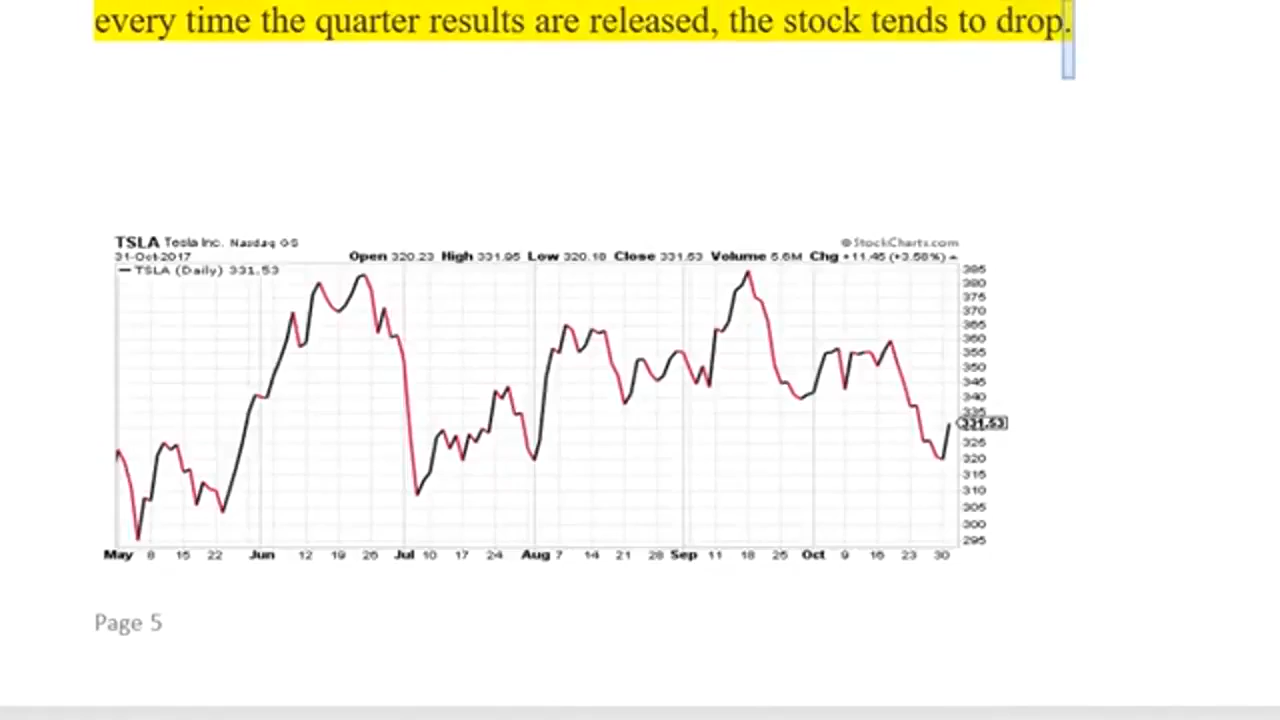 every time the quarter results are released, the stock tends to drop.
TSLA Tesla Inc. Nasdaq GS
© StockCharts.com
31-Oct-2017
Open 320.23 High 331.95 Low 320.18 Close 331.53 Volume 5.6M Chg +11.45 (+3.58%)
TSLA (Daily) 331.53
385
380
375
370
365
360
355
350
345
340
335
331.53
325
320
315
310
305
300
295
May 8 15 22 Jun 12 19 26 Jul 10 17 24 Aug 7 14 21 28 Sep 11 18 25 Oct 9 16 23 30
Page 5